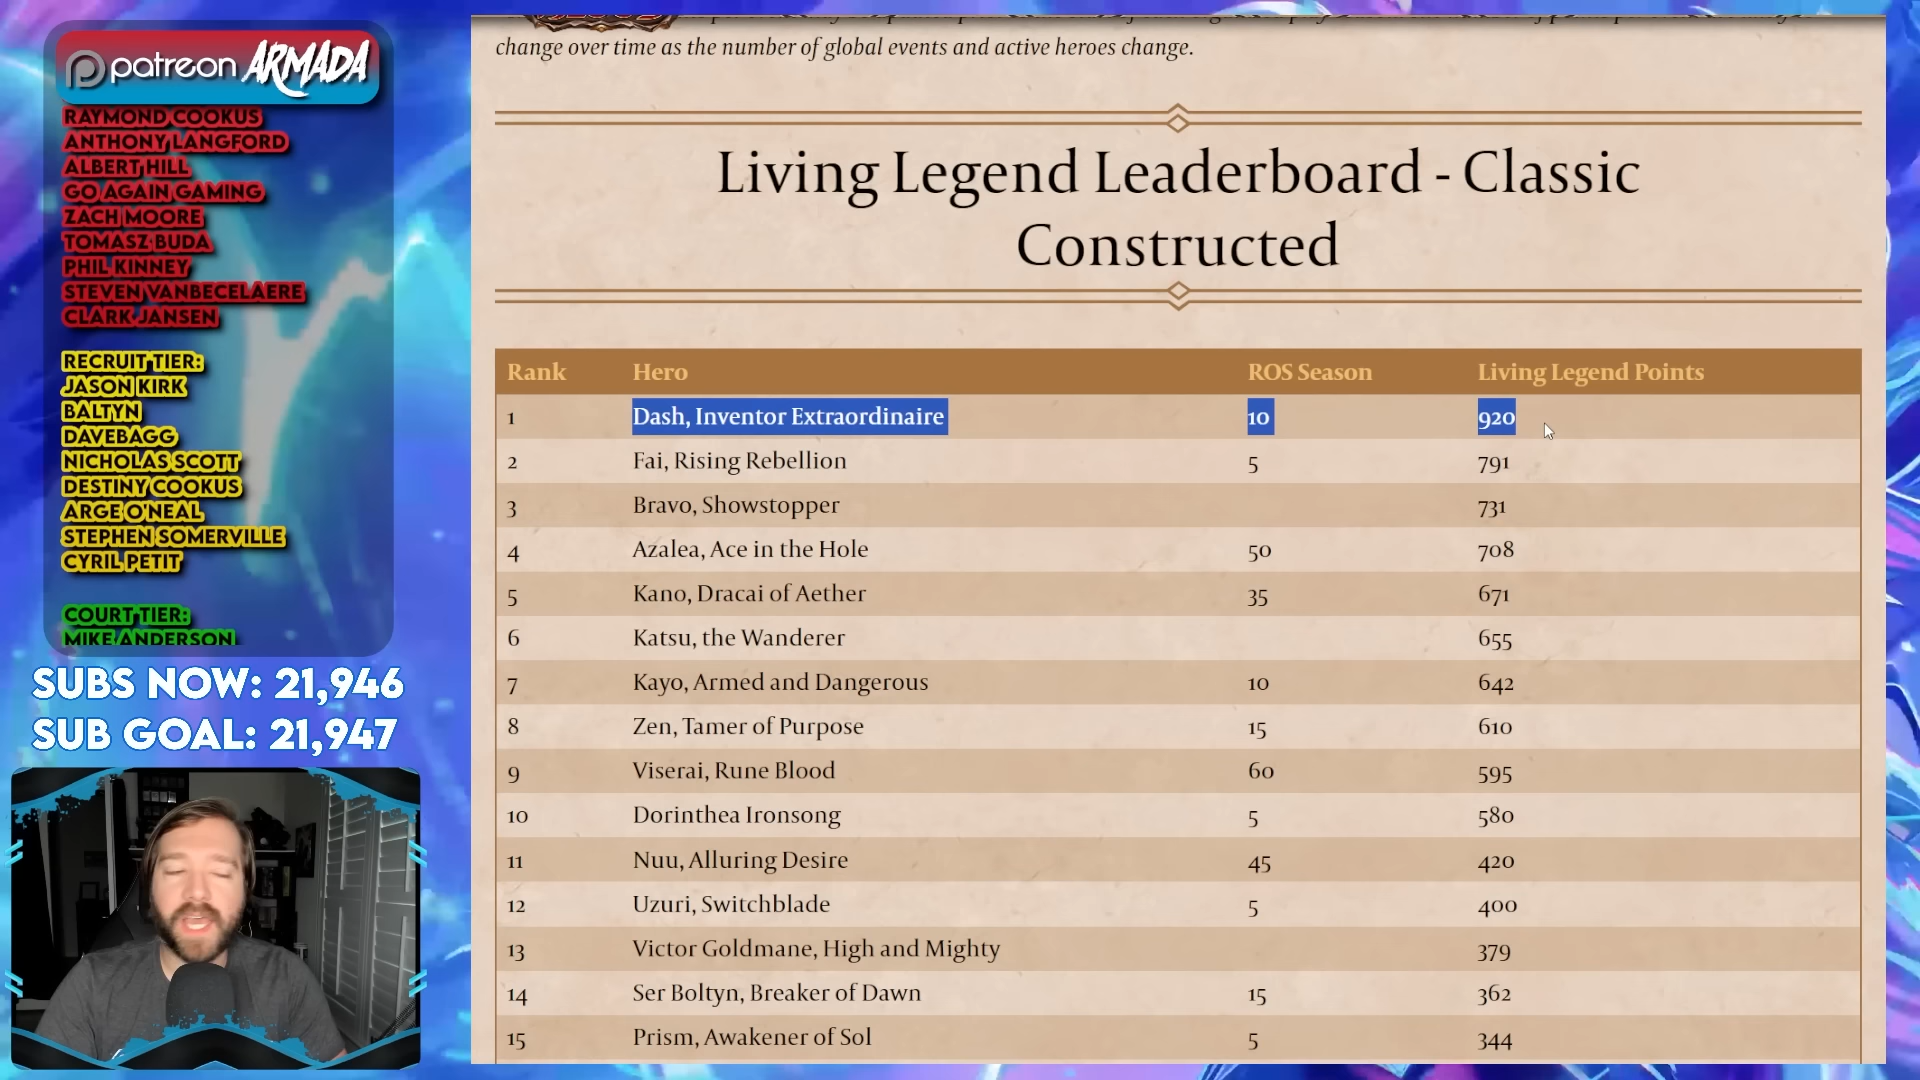 patreon ARMADA
RAYMOND COOKUS
ANTHONY LANGFORD
ALBERT HILL
GO AGAIN GAMING
ZACH MOORE
TOMASZ BUDA
PHIL KINNEY
STEVEN VANBECELAERE
CLARK JANSEN
RECRUIT TIER:
JASON KIRK
BALTYN
DAVEBAGG
NICHOLAS SCOTT
DESTINY COOKUS
ARGE O'NEAL
STEPHEN SOMERVILLE
CYRIL PETIT
COURT TIER:
MIKE ANDERSON
SUBS NOW: 21,946
SUB GOAL: 21,947
change over time as the number of global events and active heroes change.
Living Legend Leaderboard - Classic
Constructed
Rank Hero ROS Season Living Legend Points
1 Dash, Inventor Extraordinaire 10 920
2 Fai, Rising Rebellion 5 791
3 Bravo, Showstopper 731
4 Azalea, Ace in the Hole 50 708
5 Kano, Dracai of Aether 35 671
6 Katsu, the Wanderer 655
7 Kayo, Armed and Dangerous 10 642
8 Zen, Tamer of Purpose 15 610
9 Viserai, Rune Blood 60 595
10 Dorinthea Ironsong 5 580
11 Nuu, Alluring Desire 45 420
12 Uzuri, Switchblade 5 400
13 Victor Goldmane, High and Mighty 379
14 Ser Boltyn, Breaker of Dawn 15 362
15 Prism, Awakener of Sol 5 344